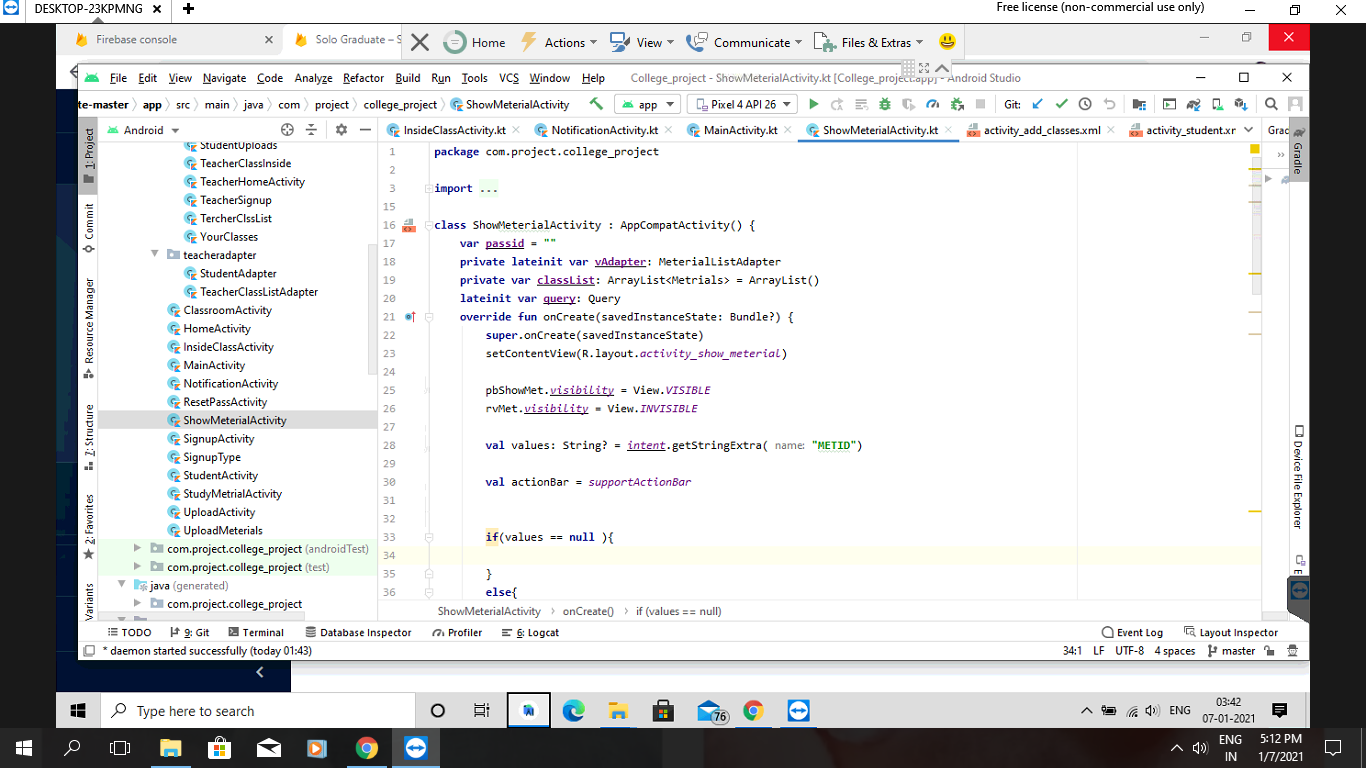 DESKTOP-23KPMNG
Free license (non-commercial use only)
Firebase console
Solo Graduate – S
Home
Actions
View
Communicate
Files & Extras
File Edit View Navigate Code Analyze Refactor Build Run Tools VCS Window Help
College_project - ShowMeterialActivity.kt [College_project.app] - Android Studio
te-master app src main java com project college_project ShowMeterialActivity
app
Pixel 4 API 26
Git:
Android
InsideClassActivity.kt
NotificationActivity.kt
MainActivity.kt
ShowMeterialActivity.kt
activity_add_classes.xml
activity_student.xr
Grac
1: Project
Commit
Resource Manager
7: Structure
2: Favorites
Variants
StudentUploads
TeacherClassInside
TeacherHomeActivity
TeacherSignup
TercherClssList
YourClasses
teacheradapter
StudentAdapter
TeacherClassListAdapter
ClassroomActivity
HomeActivity
InsideClassActivity
MainActivity
NotificationActivity
ResetPassActivity
ShowMeterialActivity
SignupActivity
SignupType
StudentActivity
StudyMetrialActivity
UploadActivity
UploadMeterials
com.project.college_project (androidTest)
com.project.college_project (test)
java (generated)
com.project.college_project
1 package com.project.college_project
2
3 import ...
15
16 class ShowMeterialActivity : AppCompatActivity() {
17 var passid = ""
18 private lateinit var vAdapter: MeterialListAdapter
19 private var classList: ArrayList<Metrials> = ArrayList()
20 lateinit var query: Query
21 override fun onCreate(savedInstanceState: Bundle?) {
22 super.onCreate(savedInstanceState)
23 setContentView(R.layout.activity_show_meterial)
24
25 pbShowMet.visibility = View.VISIBLE
26 rvMet.visibility = View.INVISIBLE
27
28 val values: String? = intent.getStringExtra( name: "METID")
29
30 val actionBar = supportActionBar
31
32
33 if(values == null ){
34
35 }
36 else{
ShowMeterialActivity onCreate() if (values == null)
Gradle
Device File Explorer
E
TODO
9: Git
Terminal
Database Inspector
Profiler
6: Logcat
Event Log
Layout Inspector
* daemon started successfully (today 01:43)
34:1 LF UTF-8 4 spaces master
Type here to search
76
ENG
03:42
07-01-2021
ENG
IN
5:12 PM
1/7/2021